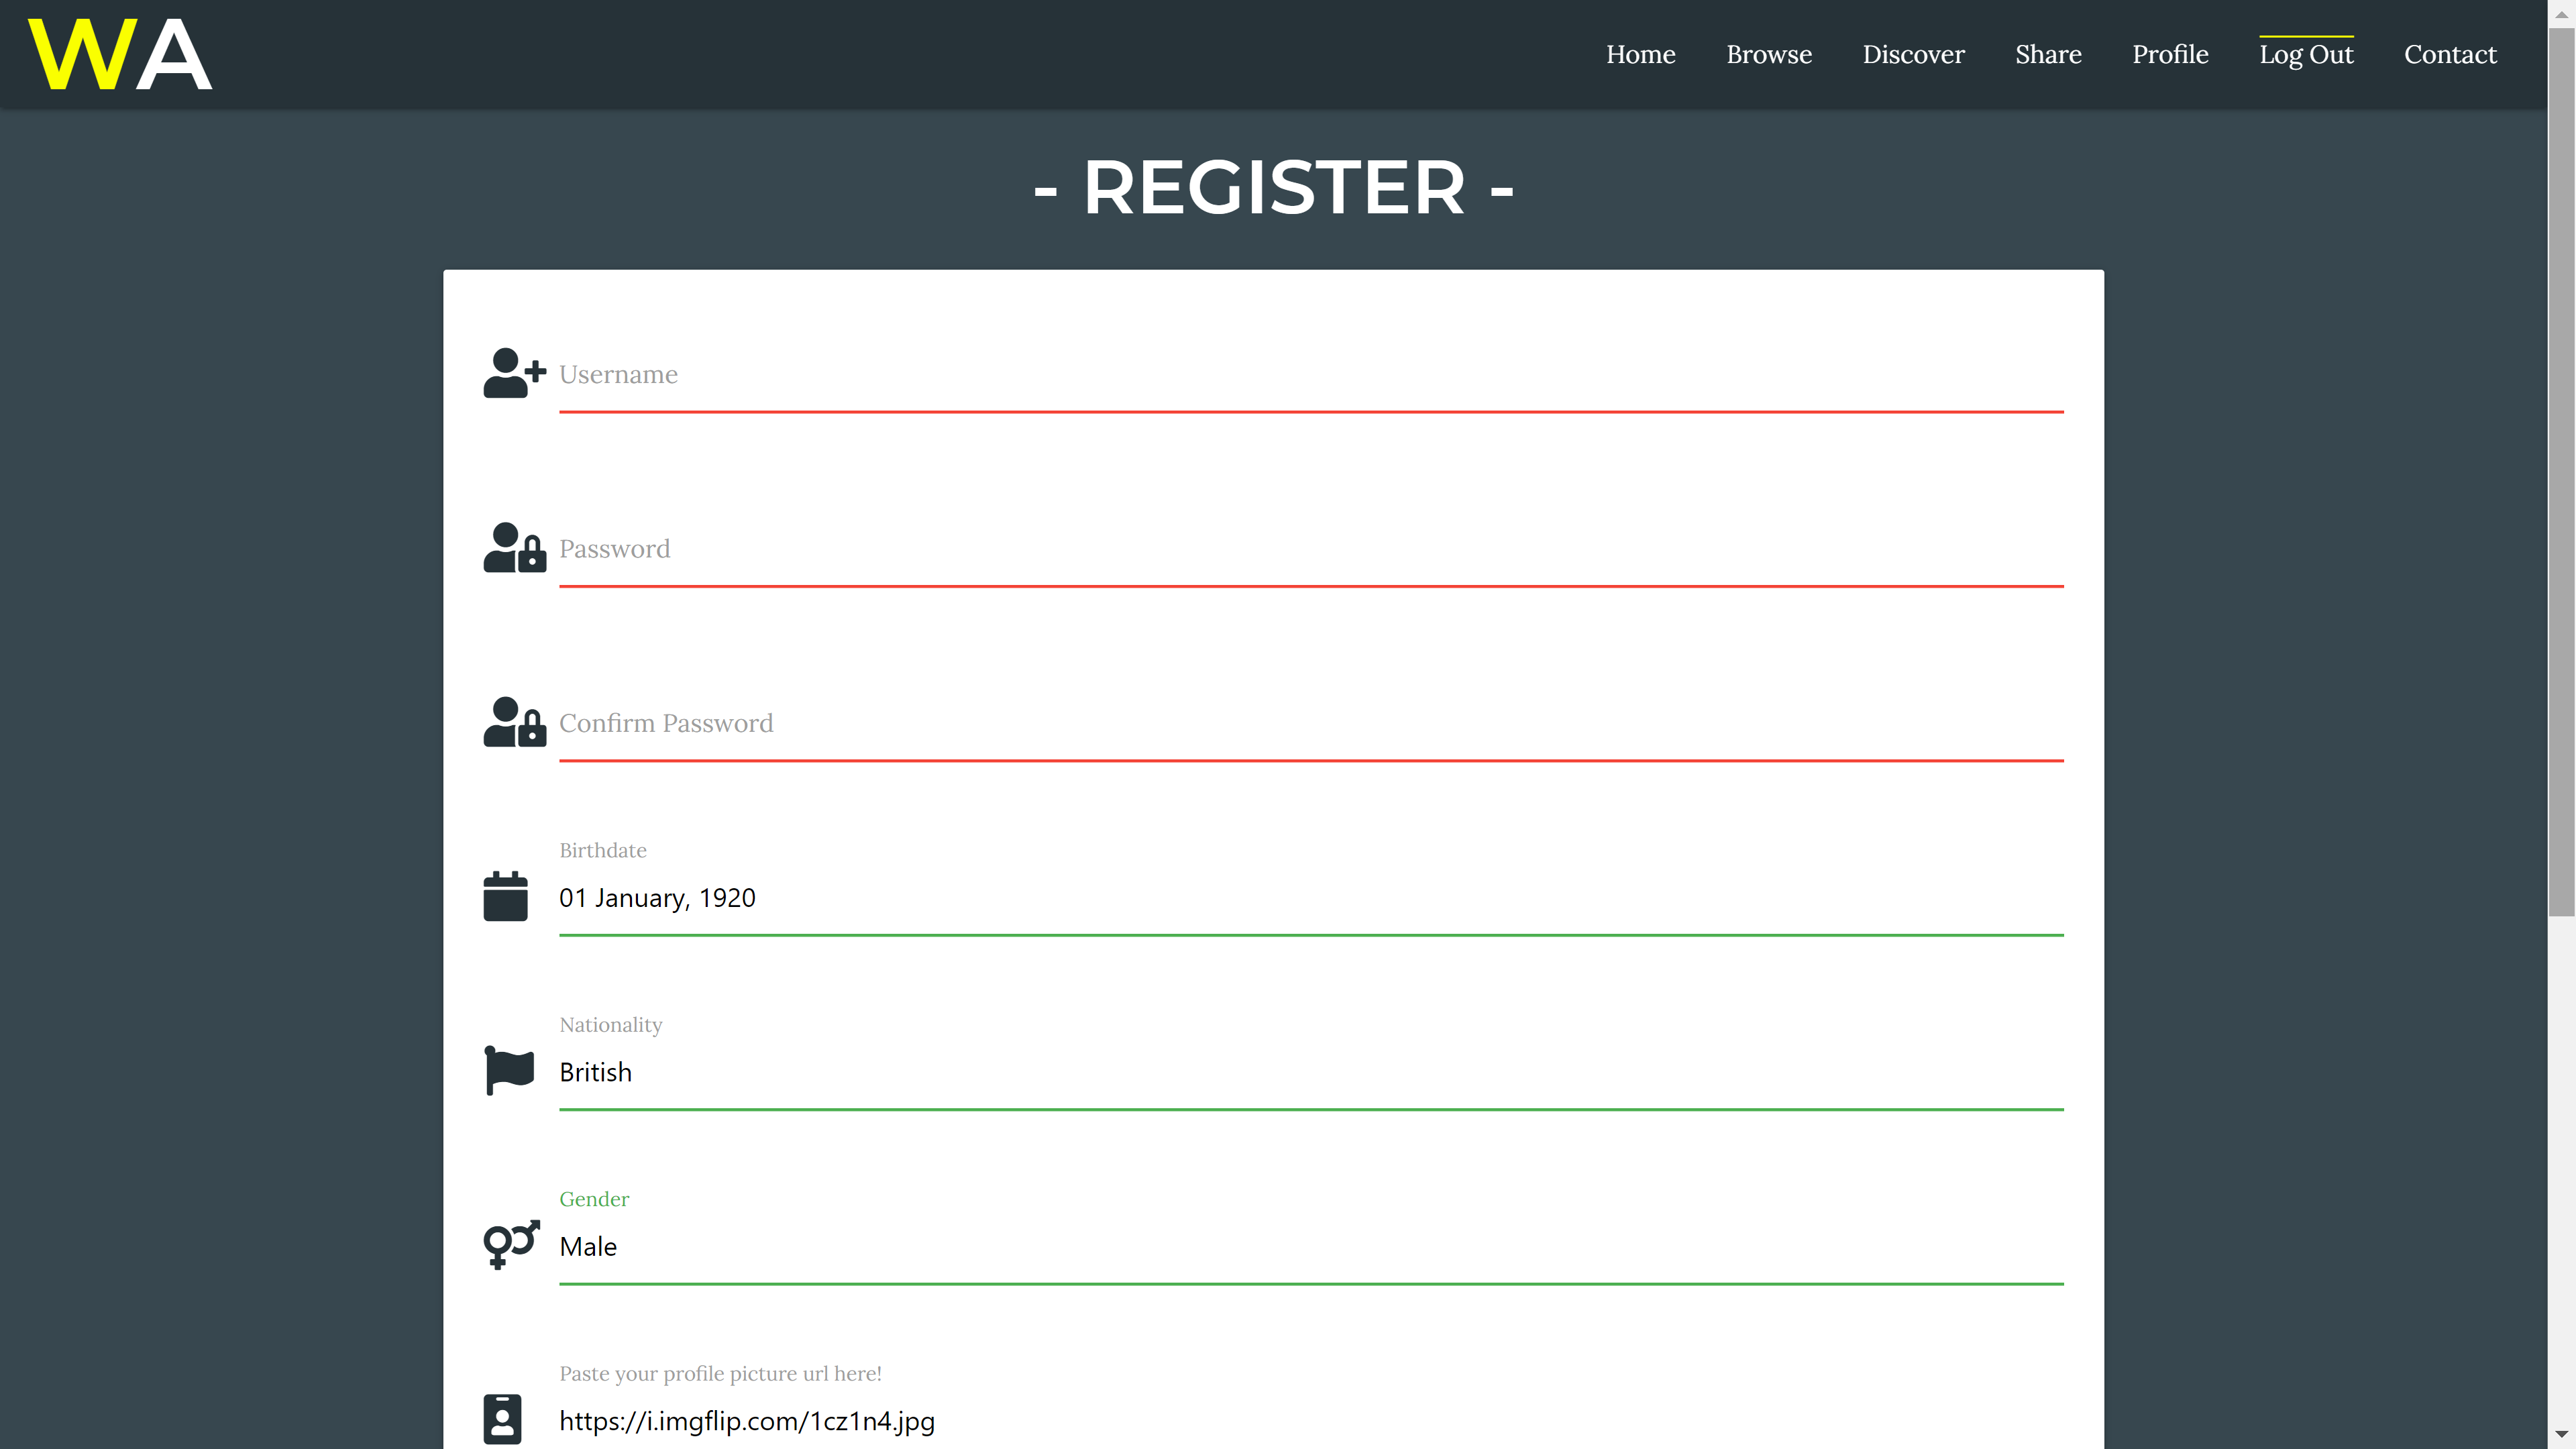 WA
Home Browse Discover Share Profile Log Out Contact
- REGISTER -
Username
Password
Confirm Password
Birthdate
01 January, 1920
Nationality
British
Gender
Male
Paste your profile picture url here!
https://i.imgflip.com/1cz1n4.jpg